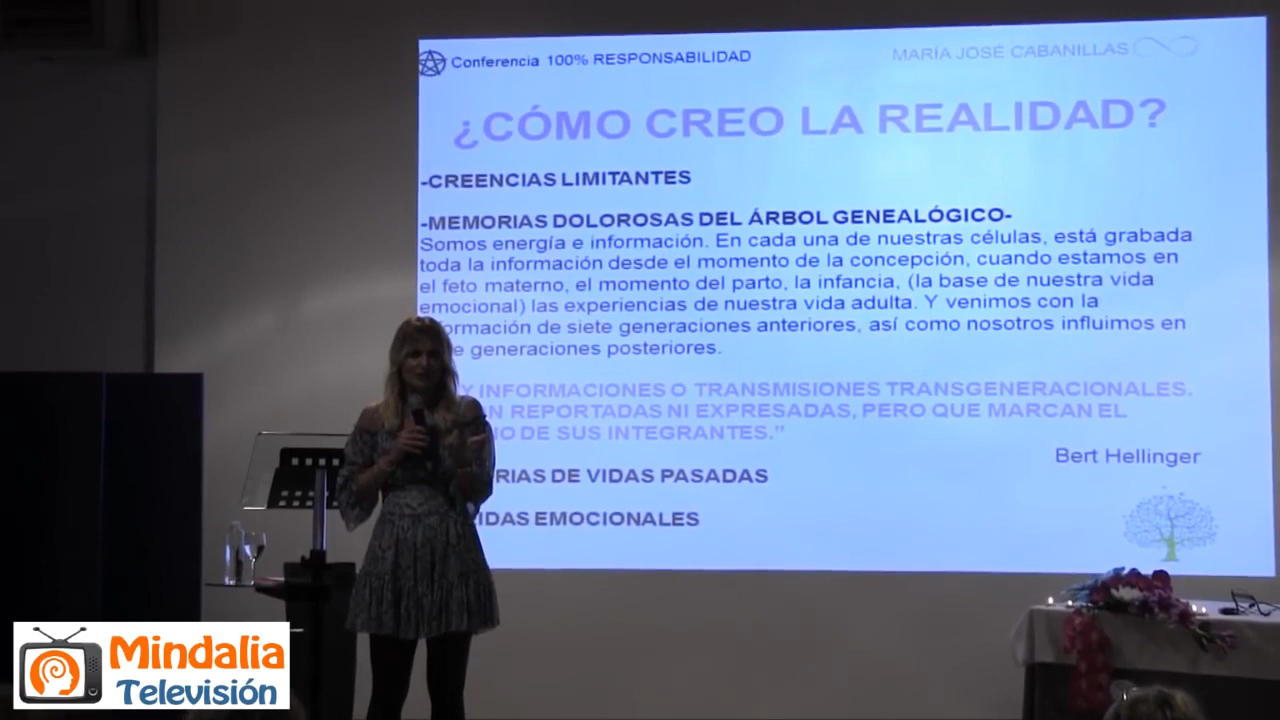 Conferencia 100% RESPONSABILIDAD
MARÍA JOSÉ CABANILLAS
¿CÓMO CREO LA REALIDAD?
-CREENCIAS LIMITANTES
-MEMORIAS DOLOROSAS DEL ÁRBOL GENEALÓGICO-
Somos energía e información. En cada una de nuestras células, está grabada
toda la información desde el momento de la concepción, cuando estamos en
el feto materno, el momento del parto, la infancia, (la base de nuestra vida
emocional) las experiencias de nuestra vida adulta. Y venimos con la
ormación de siete generaciones anteriores, así como nosotros influimos en
e generaciones posteriores.
Y INFORMACIONES O TRANSMISIONES TRANSGENERACIONALES.
N REPORTADAS NI EXPRESADAS, PERO QUE MARCAN EL
O DE SUS INTEGRANTES.”
Bert Hellinger
RIAS DE VIDAS PASADAS
IDAS EMOCIONALES
Mindalia
Televisión